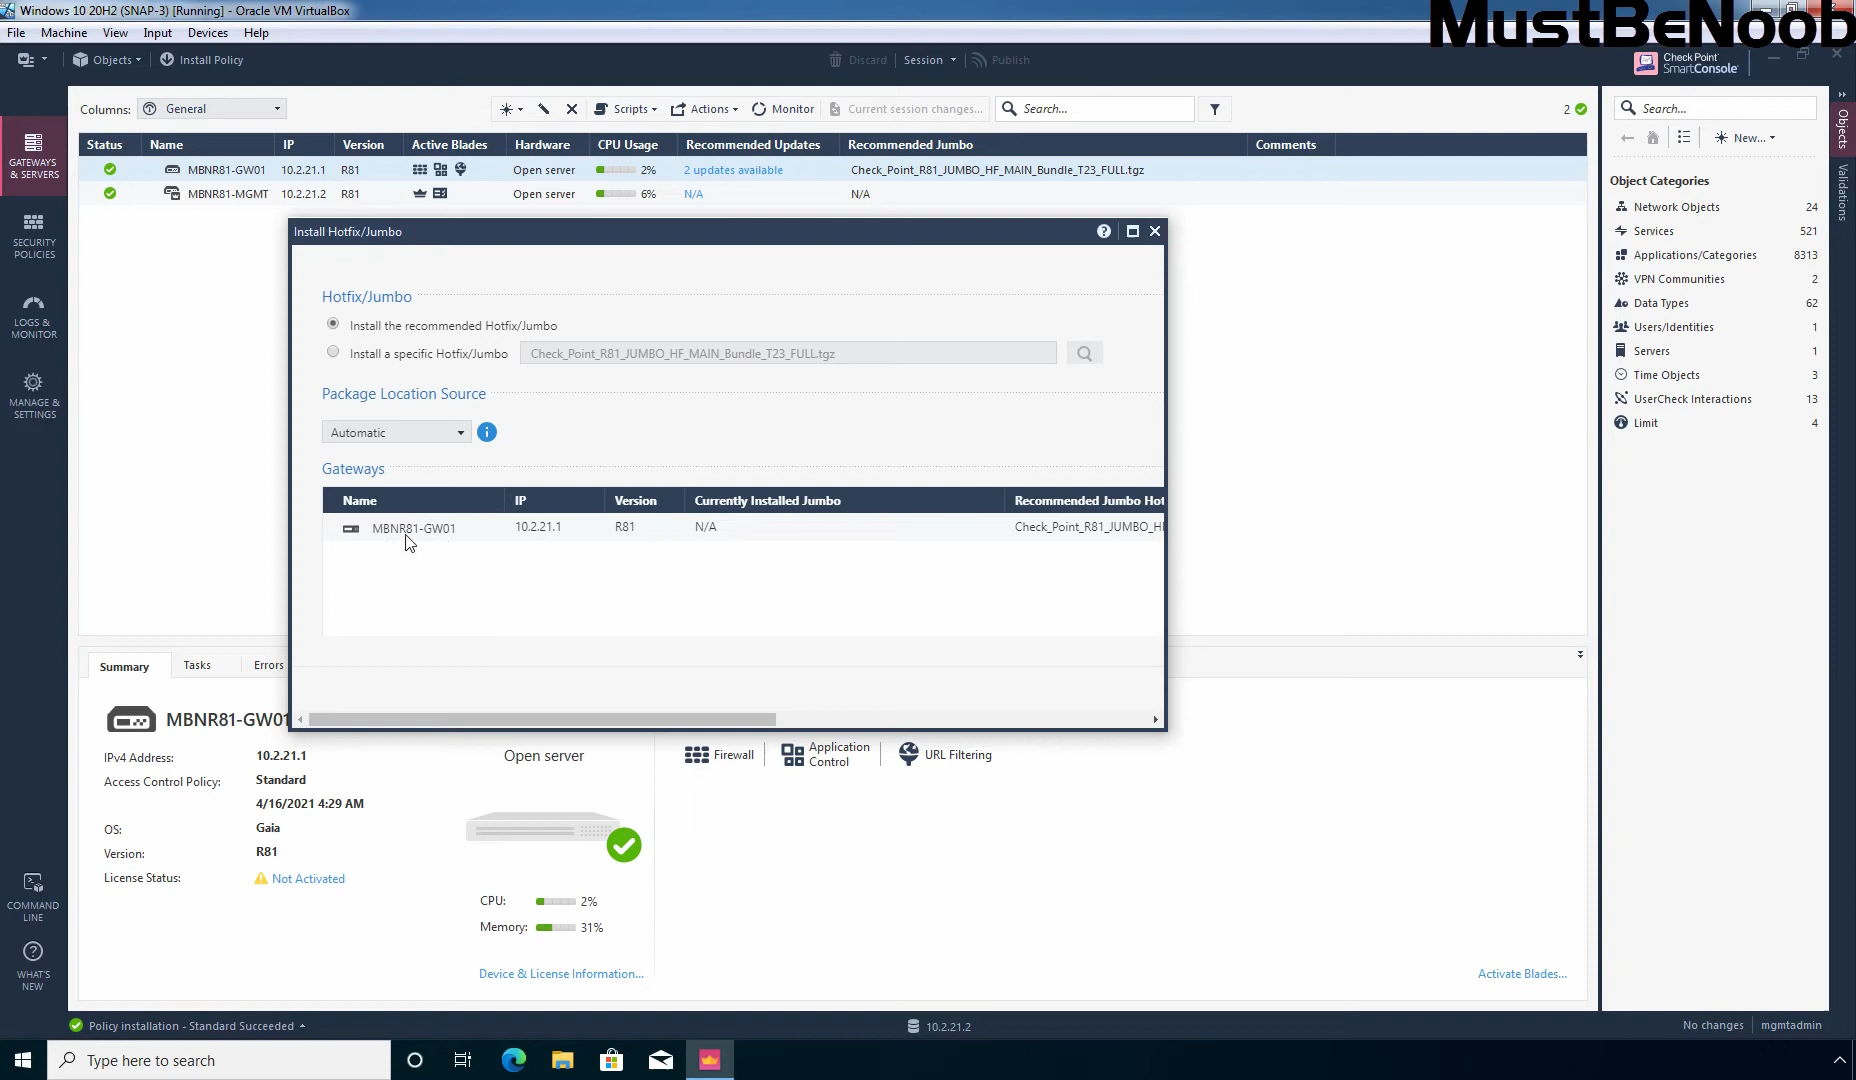 Windows 10 20H2 (SNAP-3) [Running] - Oracle VM VirtualBox
MustBeNoob
File Machine View Input Devices Help
Objects Install Policy Discard Session Publish
Check Point
SmartConsole
Columns: General Scripts Actions Monitor Current session changes... Search... 2
Search...
New...
Objects
Validations
GATEWAYS
& SERVERS
SECURITY
POLICIES
LOGS &
MONITOR
MANAGE &
SETTINGS
COMMAND
LINE
WHAT'S
NEW
Status Name IP Version Active Blades Hardware CPU Usage Recommended Updates Recommended Jumbo Comments
MBNR81-GW01 10.2.21.1 R81 Open server 2% 2 updates available Check_Point_R81_JUMBO_HF_MAIN_Bundle_T23_FULL.tgz
MBNR81-MGMT 10.2.21.2 R81 Open server 6% N/A N/A
Install Hotfix/Jumbo
Hotfix/Jumbo
Install the recommended Hotfix/Jumbo
Install a specific Hotfix/Jumbo Check_Point_R81_JUMBO_HF_MAIN_Bundle_T23_FULL.tgz
Package Location Source
Automatic
Gateways
Name IP Version Currently Installed Jumbo Recommended Jumbo Hot
MBNR81-GW01 10.2.21.1 R81 N/A Check_Point_R81_JUMBO_HF
Object Categories
Network Objects 24
Services 521
Applications/Categories 8313
VPN Communities 2
Data Types 62
Users/Identities 1
Servers 1
Time Objects 3
UserCheck Interactions 13
Limit 4
Summary Tasks Errors
MBNR81-GW01
IPv4 Address: 10.2.21.1
Access Control Policy: Standard
4/16/2021 4:29 AM
OS: Gaia
Version: R81
License Status: Not Activated
Open server
CPU: 2%
Memory: 31%
Device & License Information...
Firewall
Application
Control
URL Filtering
Activate Blades...
Policy installation - Standard Succeeded 10.2.21.2 No changes mgmtadmin
Type here to search